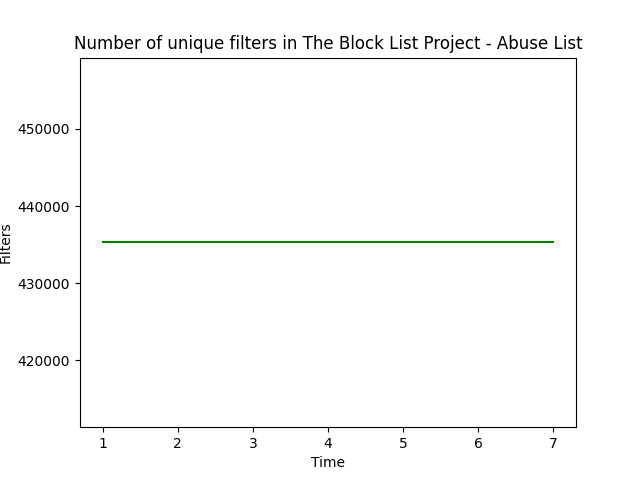 Number of unique filters in The Block List Project - Abuse List
450000
440000
430000
420000
Filters
1 2 3 4 5 6 7
Time